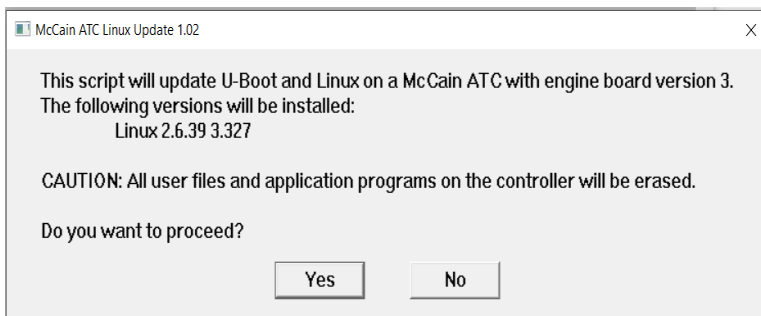 McCain ATC Linux Update 1.02
This script will update U-Boot and Linux on a McCain ATC with engine board version 3.
The following versions will be installed:
Linux 2.6.39 3.327
CAUTION: All user files and application programs on the controller will be erased.
Do you want to proceed?
Yes No